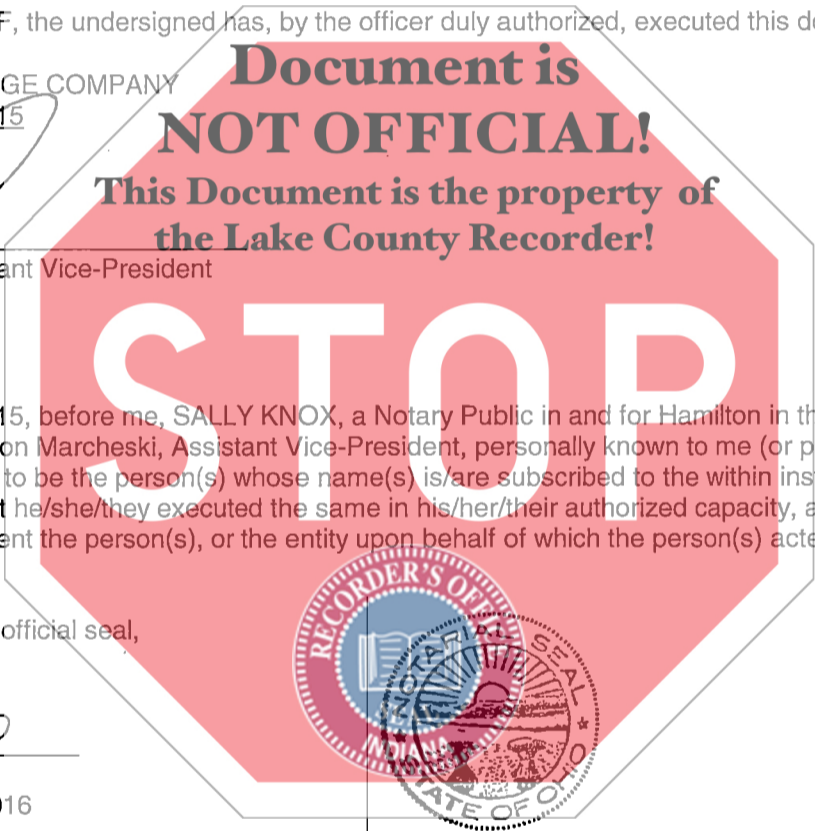 F, the undersigned has, by the officer duly authorized, executed this d
Document is
GE COMPANY
15
NOT OFFICIAL!
This Document is the property of
the Lake County Recorder!
ant Vice-President
STOP
15, before me, SALLY KNOX, a Notary Public in and for Hamilton in th
on Marcheski, Assistant Vice-President, personally known to me (or p
to be the person(s) whose name(s) is/are subscribed to the within ins
t he/she/they executed the same in his/her/their authorized capacity, a
ent the person(s), or the entity upon behalf of which the person(s) acte
RECORDER'S OFFICE
official seal,
NOTARIAL SEAL
SEAL
INDIANA
STATE OF OHIO
016